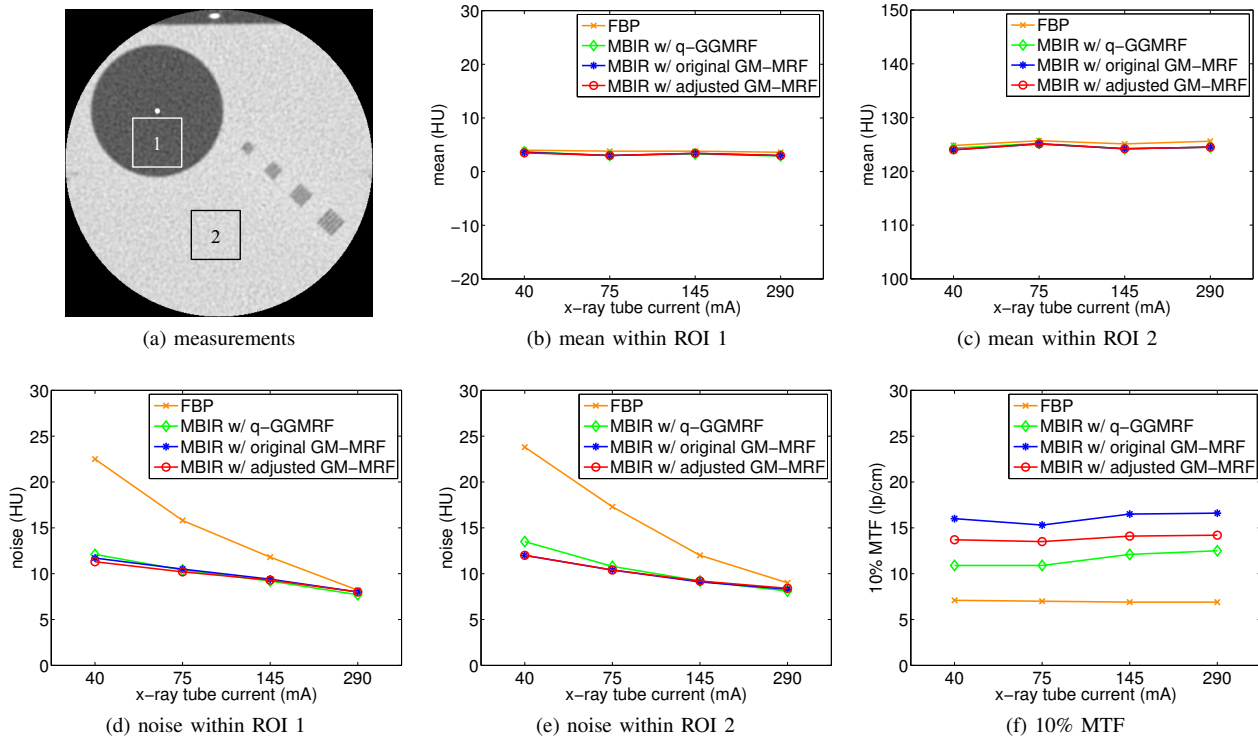 1
2
(a) measurements
30
20
10
0
−10
−20
mean (HU)
40 75 145 290
x−ray tube current (mA)
FBP
MBIR w/ q−GGMRF
MBIR w/ original GM−MRF
MBIR w/ adjusted GM−MRF
(b) mean within ROI 1
150
140
130
120
110
100
mean (HU)
40 75 145 290
x−ray tube current (mA)
FBP
MBIR w/ q−GGMRF
MBIR w/ original GM−MRF
MBIR w/ adjusted GM−MRF
(c) mean within ROI 2
30
25
20
15
10
5
0
noise (HU)
40 75 145 290
x−ray tube current (mA)
FBP
MBIR w/ q−GGMRF
MBIR w/ original GM−MRF
MBIR w/ adjusted GM−MRF
(d) noise within ROI 1
30
25
20
15
10
5
0
noise (HU)
40 75 145 290
x−ray tube current (mA)
FBP
MBIR w/ q−GGMRF
MBIR w/ original GM−MRF
MBIR w/ adjusted GM−MRF
(e) noise within ROI 2
30
25
20
15
10
5
0
10% MTF (lp/cm)
40 75 145 290
x−ray tube current (mA)
FBP
MBIR w/ q−GGMRF
MBIR w/ original GM−MRF
MBIR w/ adjusted GM−MRF
(f) 10% MTF